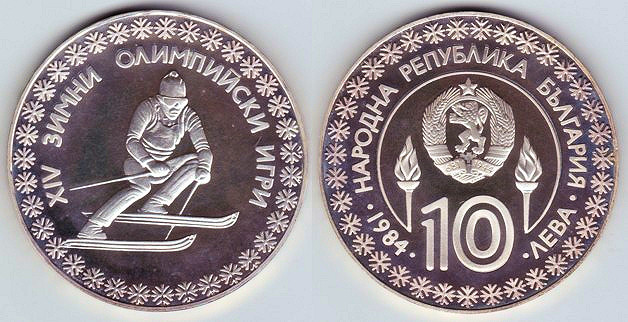 XIV ЗИМНИ ОЛИМПИЙСКИ ИГРИ
НАРОДНА РЕПУБЛИКА БЪЛГАРИЯ
· 1984 ·
10
· ЛЕВА ·